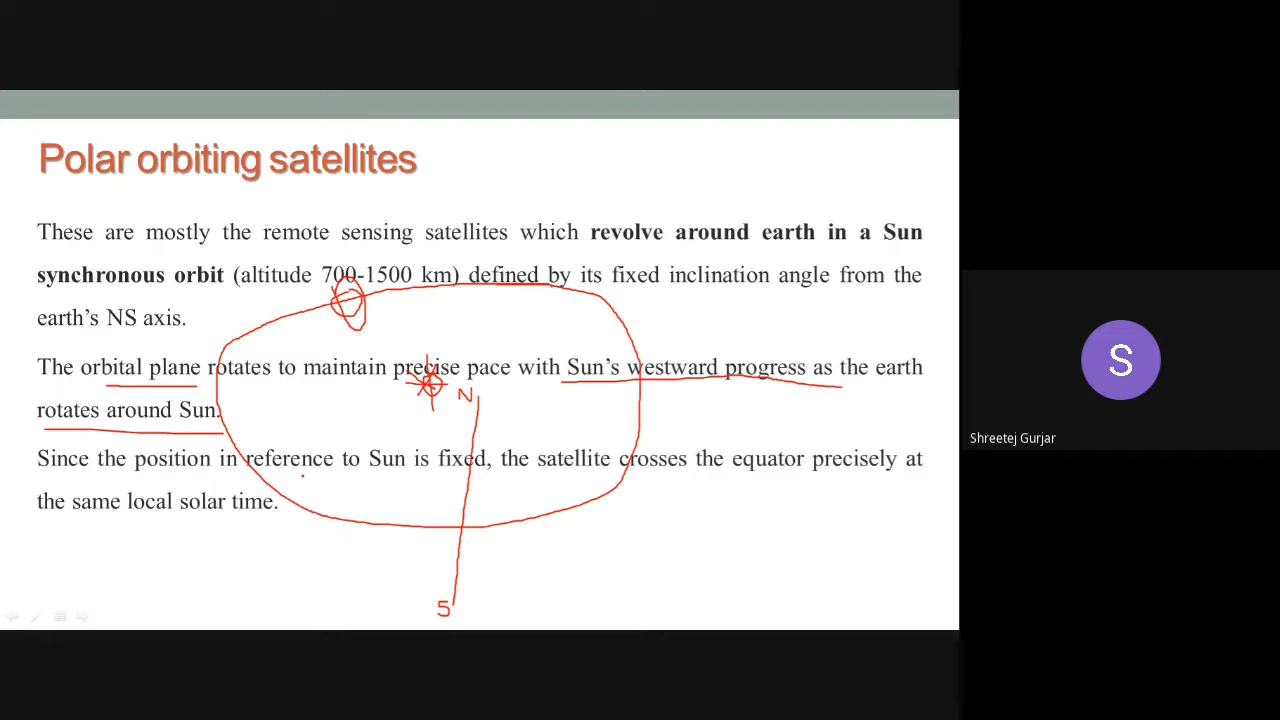 Polar orbiting satellites
These are mostly the remote sensing satellites which revolve around earth in a Sun
synchronous orbit (altitude 700-1500 km) defined by its fixed inclination angle from the
earth's NS axis.
The orbital plane rotates to maintain precise pace with Sun's westward progress as the earth
rotates around Sun.
N
Since the position in reference to Sun is fixed, the satellite crosses the equator precisely at
the same local solar time.
S
S
Shreetej Gurjar